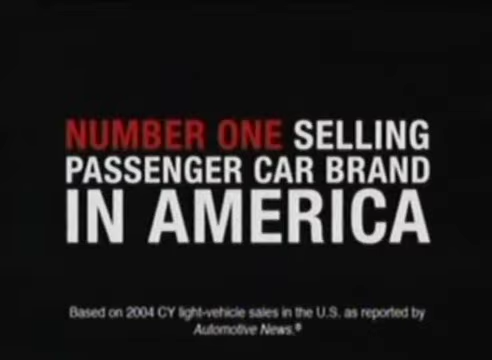 NUMBER ONE SELLING
PASSENGER CAR BRAND
IN AMERICA
Based on 2004 CY light-vehicle sales in the U.S. as reported by
Automotive News.®